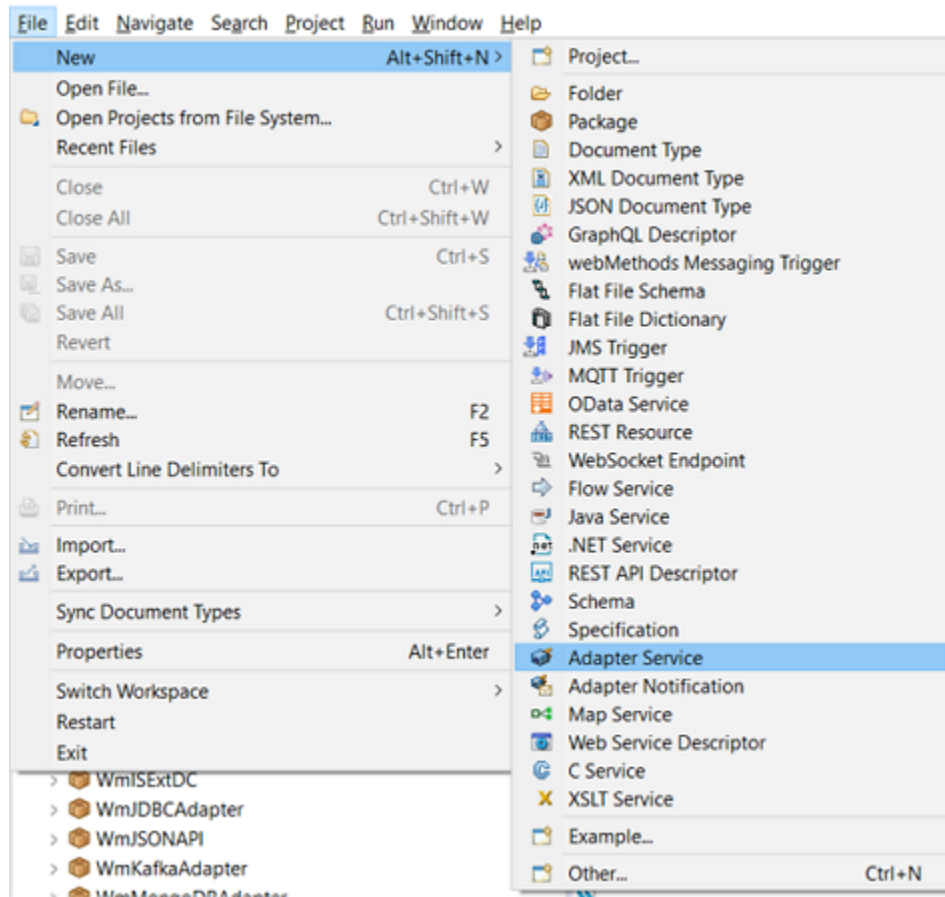 File Edit Navigate Search Project Run Window Help
New Alt+Shift+N >
Open File...
Open Projects from File System...
Recent Files >
Close Ctrl+W
Close All Ctrl+Shift+W
Save Ctrl+S
Save As...
Save All Ctrl+Shift+S
Revert
Move...
Rename... F2
Refresh F5
Convert Line Delimiters To >
Print... Ctrl+P
Import...
Export...
Sync Document Types >
Properties Alt+Enter
Switch Workspace >
Restart
Exit
Project...
Folder
Package
Document Type
XML Document Type
JSON Document Type
GraphQL Descriptor
webMethods Messaging Trigger
Flat File Schema
Flat File Dictionary
JMS Trigger
MQTT Trigger
OData Service
REST Resource
WebSocket Endpoint
Flow Service
Java Service
.NET Service
REST API Descriptor
Schema
Specification
Adapter Service
Adapter Notification
Map Service
Web Service Descriptor
C Service
XSLT Service
Example...
Other... Ctrl+N
WmISExtDC
WmJDBCAdapter
WmJSONAPI
WmKafkaAdapter
WmMongoDBAdapter